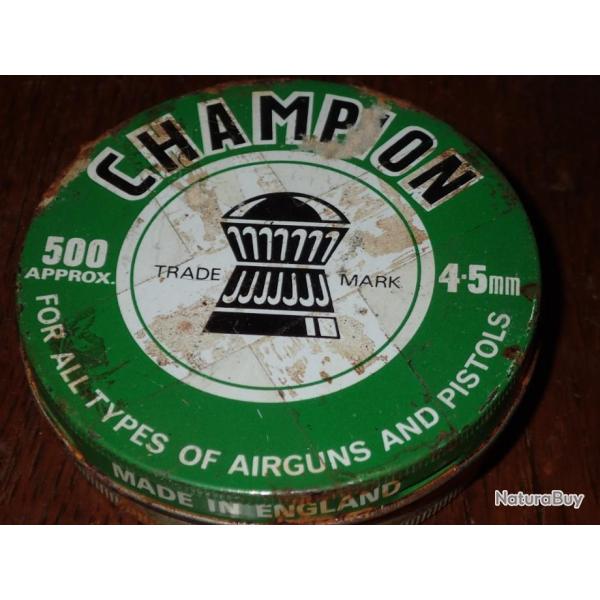 CHAMPION
500
APPROX.
TRADE MARK
4·5mm
FOR ALL TYPES OF AIRGUNS AND PISTOLS
MADE IN ENGLAND
NaturaBuy